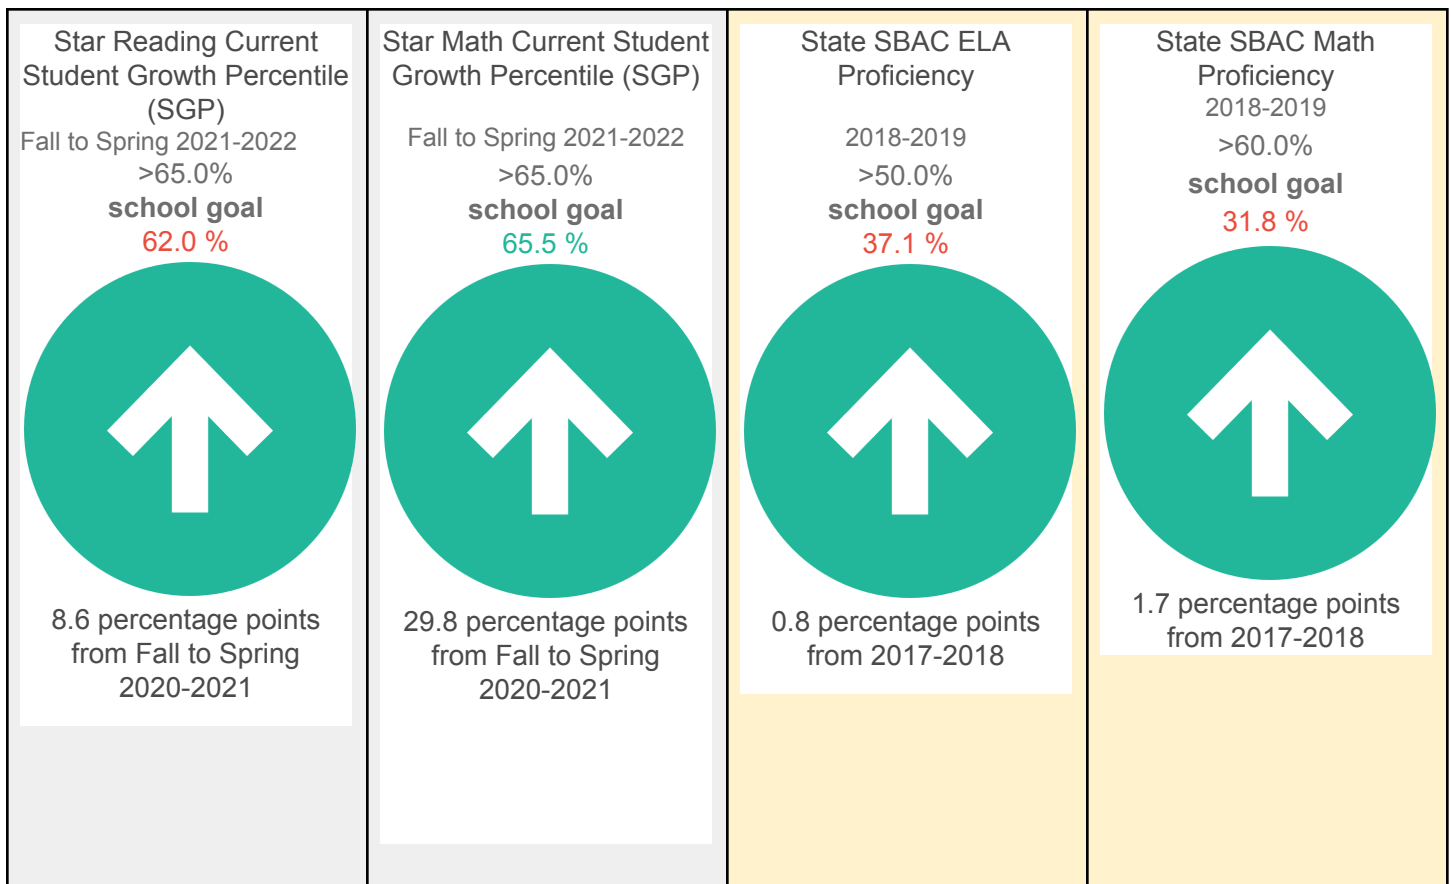 Star Reading Current
Student Growth Percentile
(SGP)
Fall to Spring 2021-2022
>65.0%
school goal
62.0 %
8.6 percentage points
from Fall to Spring
2020-2021
Star Math Current Student
Growth Percentile (SGP)
Fall to Spring 2021-2022
>65.0%
school goal
65.5 %
29.8 percentage points
from Fall to Spring
2020-2021
State SBAC ELA
Proficiency
2018-2019
>50.0%
school goal
37.1 %
0.8 percentage points
from 2017-2018
State SBAC Math
Proficiency
2018-2019
>60.0%
school goal
31.8 %
1.7 percentage points
from 2017-2018